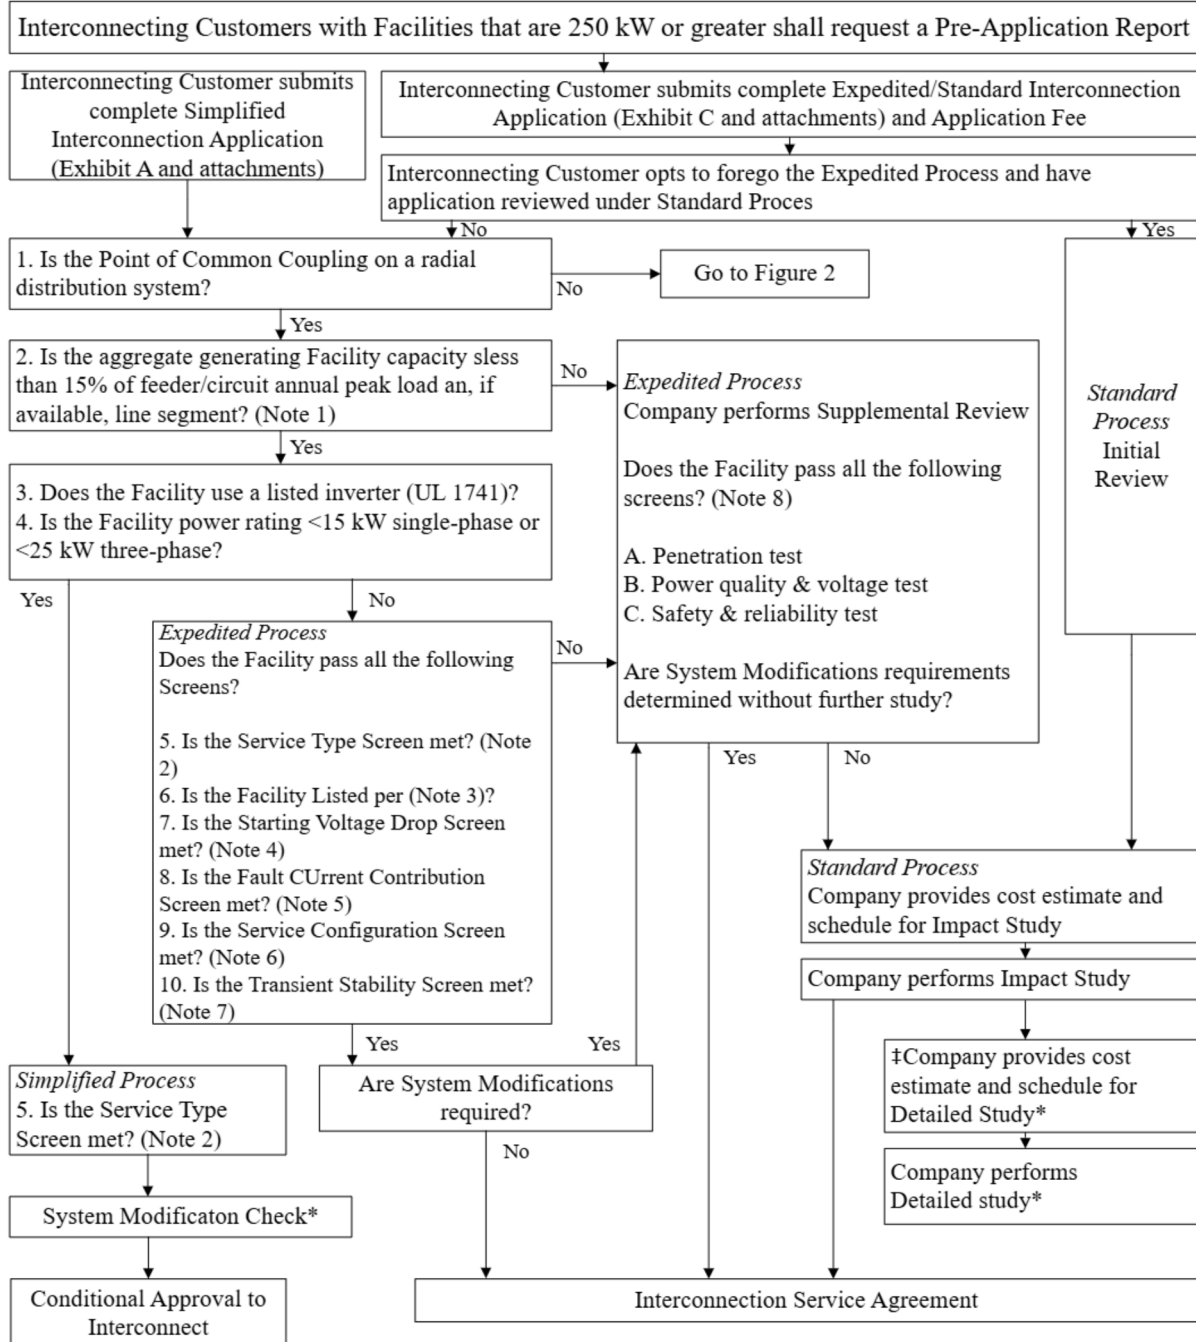 Interconnecting Customers with Facilities that are 250 kW or greater shall request a Pre-Application Report
Interconnecting Customer submits
complete Simplified
Interconnection Application
(Exhibit A and attachments)
Interconnecting Customer submits complete Expedited/Standard Interconnection
Application (Exhibit C and attachments) and Application Fee
Interconnecting Customer opts to forego the Expedited Process and have
application reviewed under Standard Proces
No
Yes
1. Is the Point of Common Coupling on a radial
distribution system?
No
Go to Figure 2
Yes
2. Is the aggregate generating Facility capacity sless
than 15% of feeder/circuit annual peak load an, if
available, line segment? (Note 1)
No
Yes
3. Does the Facility use a listed inverter (UL 1741)?
4. Is the Facility power rating <15 kW single-phase or
<25 kW three-phase?
Yes
No
Expedited Process
Does the Facility pass all the following
Screens?
5. Is the Service Type Screen met? (Note
2)
6. Is the Facility Listed per (Note 3)?
7. Is the Starting Voltage Drop Screen
met? (Note 4)
8. Is the Fault CUrrent Contribution
Screen met? (Note 5)
9. Is the Service Configuration Screen
met? (Note 6)
10. Is the Transient Stability Screen met?
(Note 7)
No
Yes
Expedited Process
Company performs Supplemental Review
Does the Facility pass all the following
screens? (Note 8)
A. Penetration test
B. Power quality & voltage test
C. Safety & reliability test
Are System Modifications requirements
determined without further study?
Yes
No
Standard
Process
Initial
Review
Standard Process
Company provides cost estimate and
schedule for Impact Study
Company performs Impact Study
‡Company provides cost
estimate and schedule for
Detailed Study*
Company performs
Detailed study*
Simplified Process
5. Is the Service Type
Screen met? (Note 2)
System Modificaton Check*
Conditional Approval to
Interconnect
Are System Modifications
required?
Yes
No
Interconnection Service Agreement